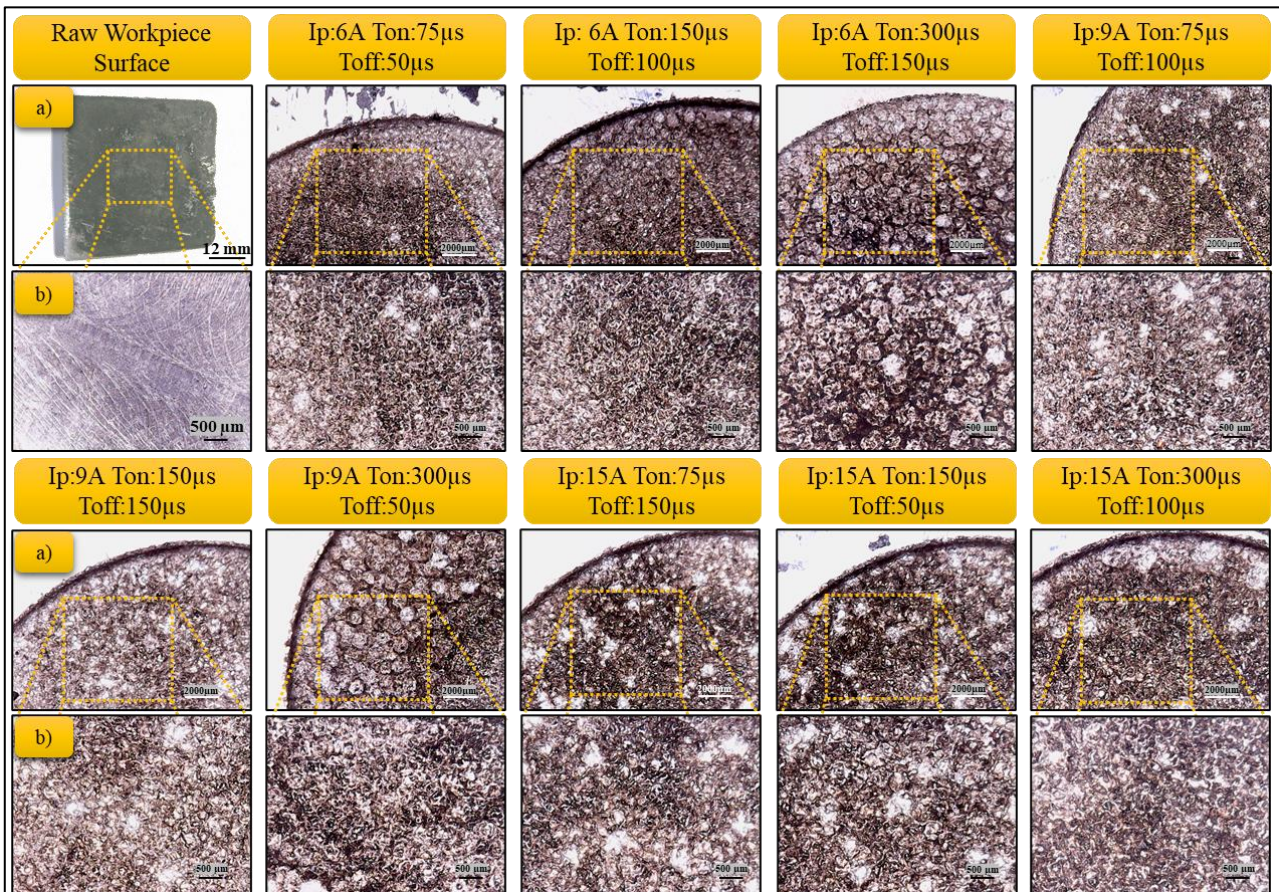 Raw Workpiece
Surface
Ip:6A Ton:75µs
Toff:50µs
Ip: 6A Ton:150µs
Toff:100µs
Ip:6A Ton:300µs
Toff:150µs
Ip:9A Ton:75µs
Toff:100µs
a)
12 mm
2000µm
2000µm
2000µm
2000µm
b)
500 µm
500 µm
500 µm
500 µm
500 µm
Ip:9A Ton:150µs
Toff:150µs
Ip:9A Ton:300µs
Toff:50µs
Ip:15A Ton:75µs
Toff:150µs
Ip:15A Ton:150µs
Toff:50µs
Ip:15A Ton:300µs
Toff:100µs
a)
2000µm
2000µm
2000µm
2000µm
2000µm
b)
500 µm
500 µm
500 µm
500 µm
500 µm